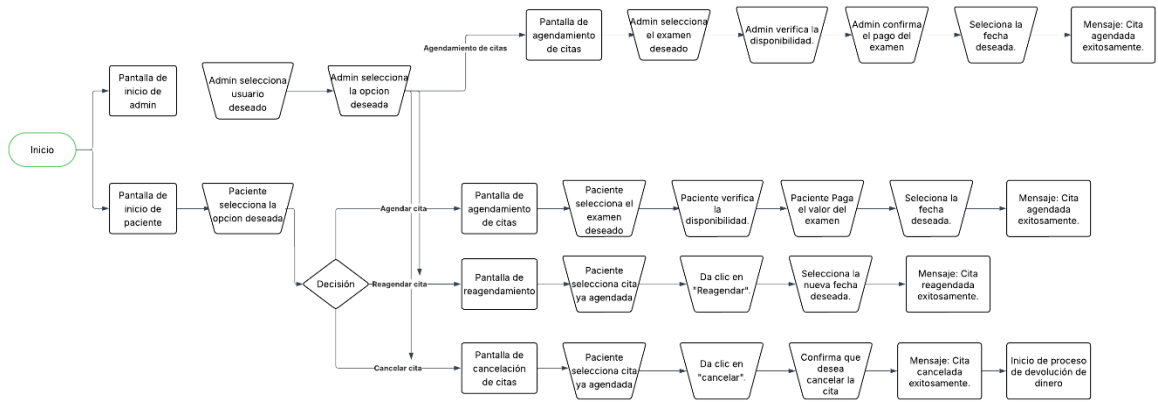 Pantalla de
agendamiento
de citas
Admin selecciona
el examen
deseado
Admin verifica la
disponibilidad.
Admin confirma
el pago del
examen
Seleciona la
fecha
deseada.
Mensaje: Cita
agendada
exitosamente.
Agendamiento de citas
Pantalla de
inicio de
admin
Admin selecciona
usuario
deseado
Admin selecciona
la opcion
deseada
Inicio
Pantalla de
inicio de
paciente
Paciente
selecciona la
opcion deseada
Agendar cita
Pantalla de
agendamiento
de citas
Paciente
selecciona el
examen
deseado
Paciente verifica
la
disponibilidad.
Paciente Paga
el valor del
examen
Seleciona la
fecha
deseada.
Mensaje: Cita
agendada
exitosamente.
Decisión
Reagendar cita
Pantalla de
reagendamiento
Paciente
selecciona cita
ya agendada
Da clic en
"Reagendar".
Selecciona la
nueva fecha
deseada.
Mensaje: Cita
reagendada
exitosamente.
Cancelar cita
Pantalla de
cancelación
de citas
Paciente
selecciona cita
ya agendada
Da clic en
"cancelar".
Confirma que
desea
cancelar la
cita
Mensaje: Cita
cancelada
exitosamente.
Inicio de proceso
de devolución de
dinero